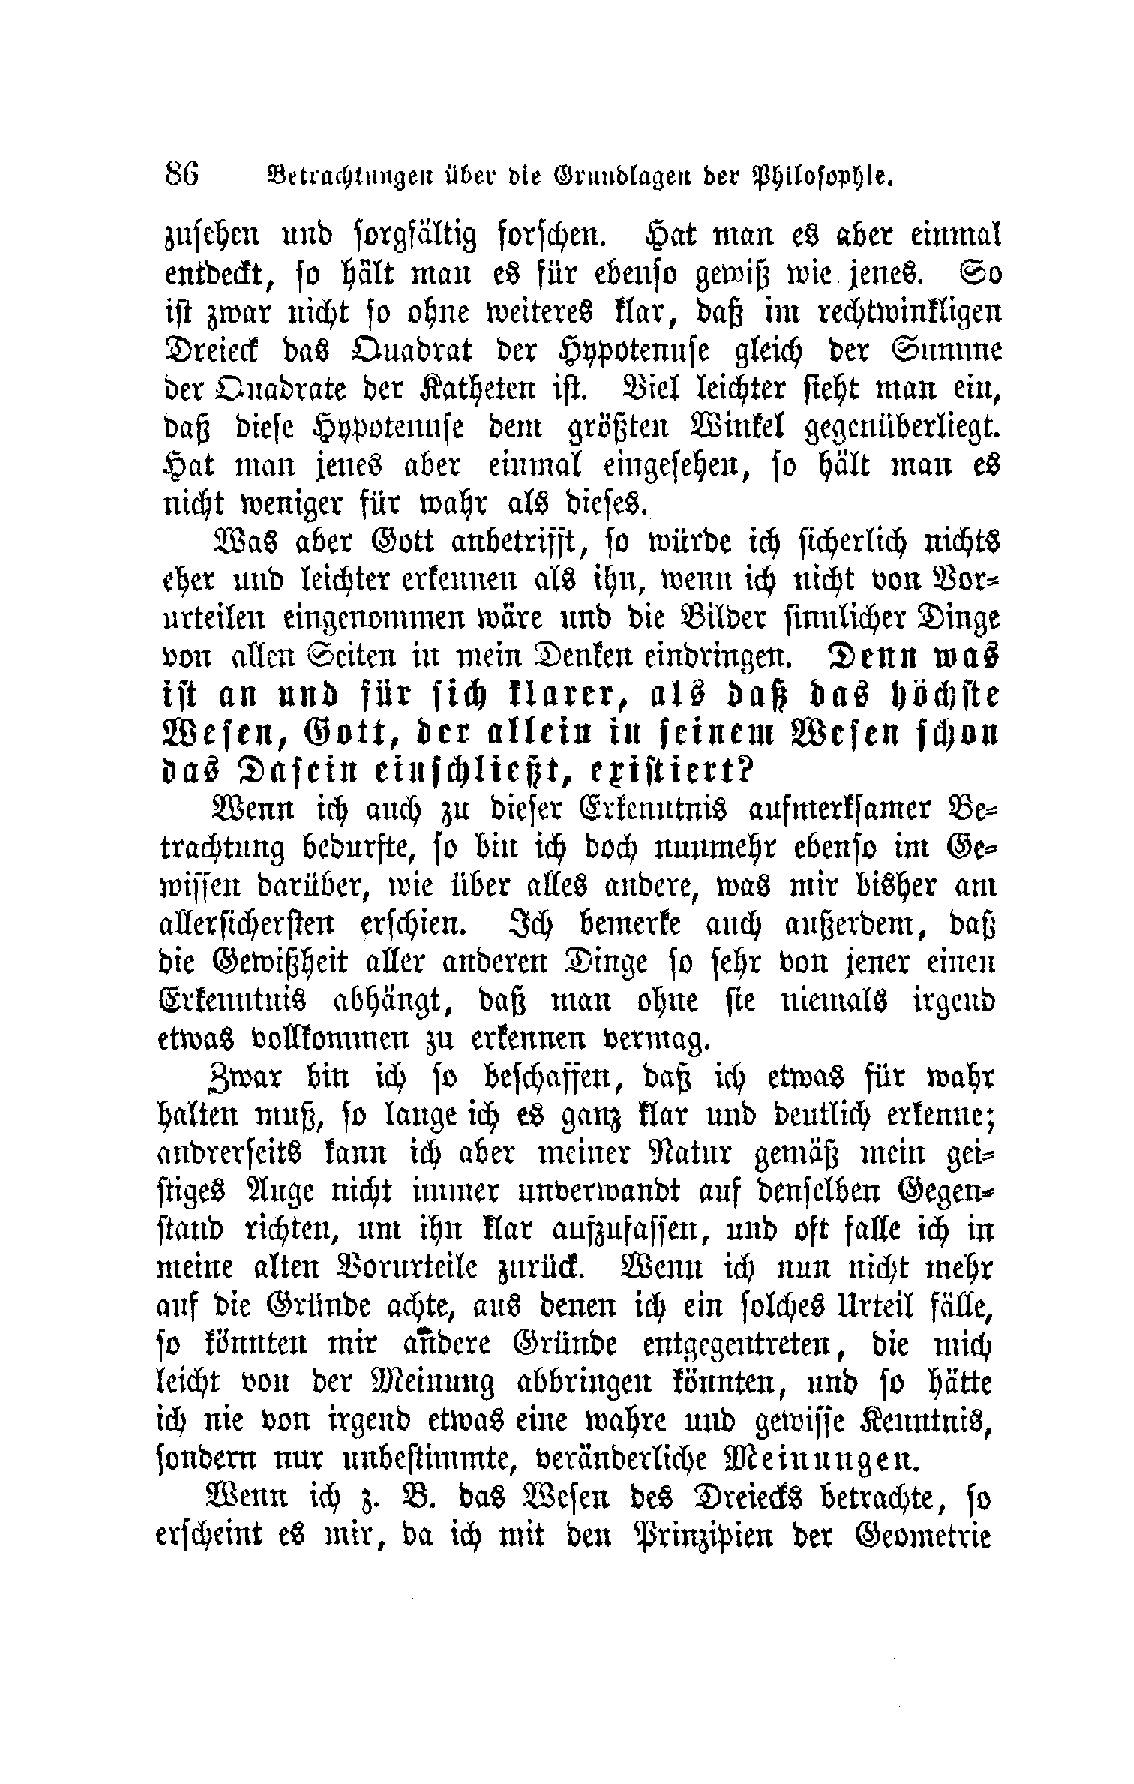 86 Betrachtungen über die Grundlagen der Philosophie.
zusehen und sorgfältig forschen. Hat man es aber einmal
entdeckt, so hält man es für ebenso gewiß wie jenes. So
ist zwar nicht so ohne weiteres klar, daß im rechtwinkligen
Dreieck das Quadrat der Hypotenuse gleich der Summe
der Quadrate der Katheten ist. Viel leichter sieht man ein,
daß diese Hypotenuse dem größten Winkel gegenüberliegt.
Hat man jenes aber einmal eingesehen, so hält man es
nicht weniger für wahr als dieses.
Was aber Gott anbetrifft, so würde ich sicherlich nichts
eher und leichter erkennen als ihn, wenn ich nicht von Vor-
urteilen eingenommen wäre und die Bilder sinnlicher Dinge
von allen Seiten in mein Denken eindringen. Denn was
ist an und für sich klarer, als daß das höchste
Wesen, Gott, der allein in seinem Wesen schon
das Dasein einschließt, existiert?
Wenn ich auch zu dieser Erkenntnis aufmerksamer Be-
trachtung bedurfte, so bin ich doch nunmehr ebenso im Ge-
wissen darüber, wie über alles andere, was mir bisher am
allersichersten erschien. Ich bemerke auch außerdem, daß
die Gewißheit aller anderen Dinge so sehr von jener einen
Erkenntnis abhängt, daß man ohne sie niemals irgend
etwas vollkommen zu erkennen vermag.
Zwar bin ich so beschaffen, daß ich etwas für wahr
halten muß, so lange ich es ganz klar und deutlich erkenne;
andrerseits kann ich aber meiner Natur gemäß mein gei-
stiges Auge nicht immer unverwandt auf denselben Gegen-
stand richten, um ihn klar aufzufassen, und oft falle ich in
meine alten Vorurteile zurück. Wenn ich nun nicht mehr
auf die Gründe achte, aus denen ich ein solches Urteil fälle,
so könnten mir andere Gründe entgegentreten, die mich
leicht von der Meinung abbringen könnten, und so hätte
ich nie von irgend etwas eine wahre und gewisse Kenntnis,
sondern nur unbestimmte, veränderliche Meinungen.
Wenn ich z. B. das Wesen des Dreiecks betrachte, so
erscheint es mir, da ich mit den Prinzipien der Geometrie